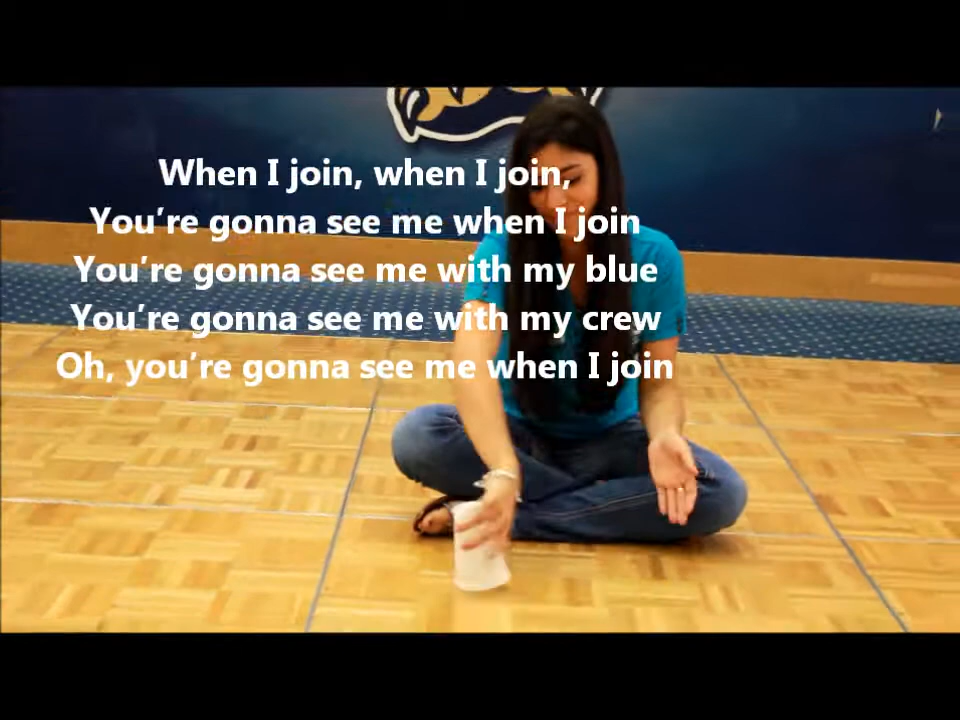 When I join, when I join,
You're gonna see me when I join
You're gonna see me with my blue
You're gonna see me with my crew
Oh, you're gonna see me when I join